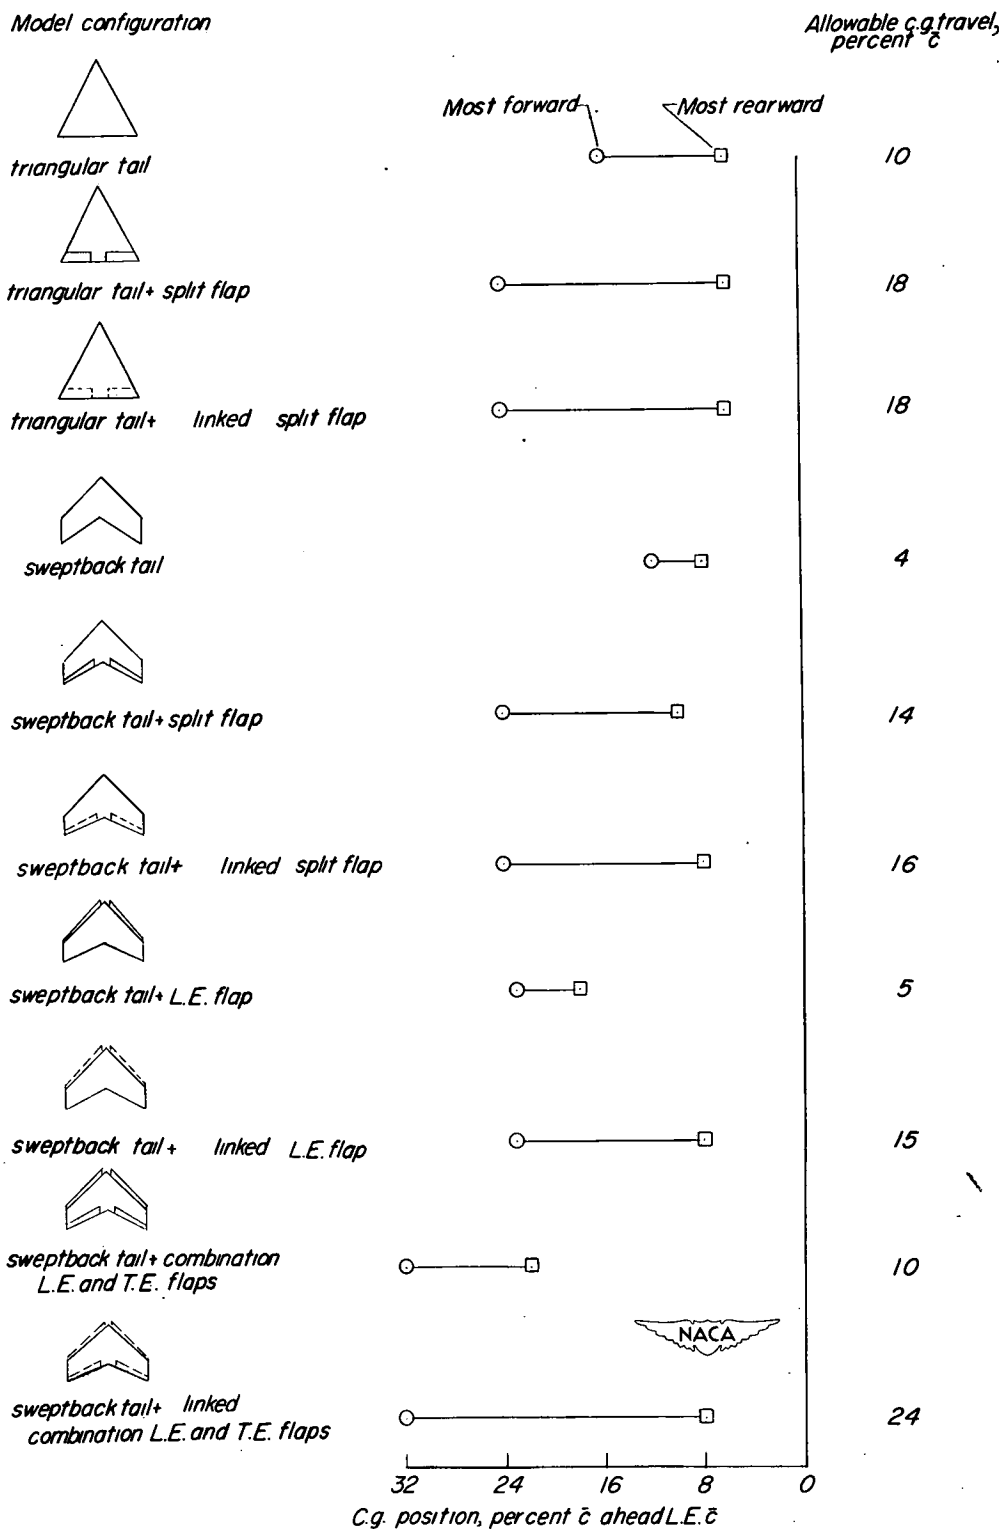 Model configuration
Allowable c.g. travel,
percent c̄
Most forward
Most rearward
triangular tail
10
triangular tail + split flap
18
triangular tail + linked split flap
18
sweptback tail
4
sweptback tail + split flap
14
sweptback tail + linked split flap
16
sweptback tail + L.E. flap
5
sweptback tail + linked L.E. flap
15
sweptback tail + combination
L.E. and T.E. flaps
10
NACA
sweptback tail + linked
combination L.E. and T.E. flaps
24
32 24 16 8 0
C.g. position, percent c̄ ahead L.E. c̄